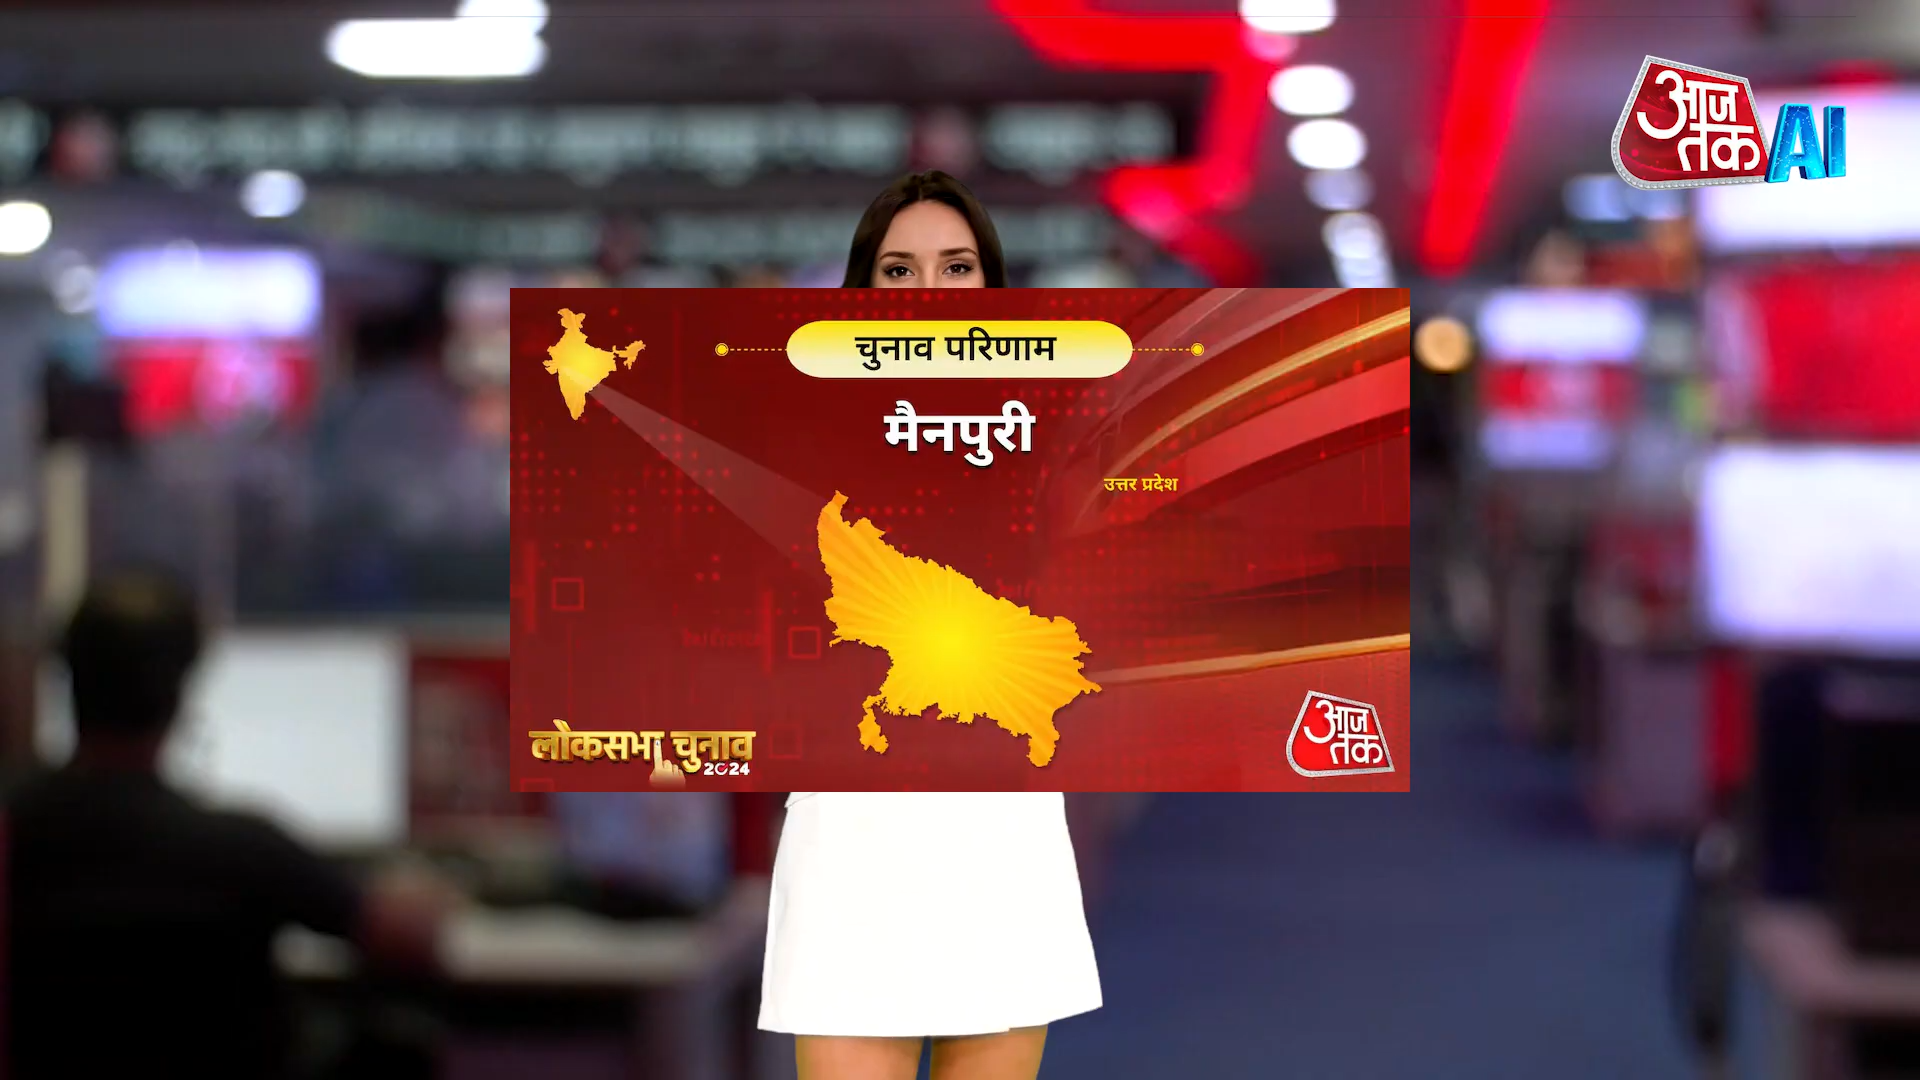 आज
तक AI
चुनाव परिणाम
मैनपुरी
उत्तर प्रदेश
लोकसभा चुनाव
2024
आज
तक